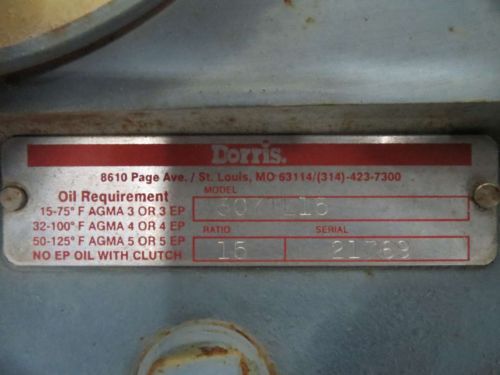 Dorris.
8610 Page Ave. / St. Louis, MO 63114/(314)-423-7300
Oil Requirement
15-75° F AGMA 3 OR 3 EP
32-100° F AGMA 4 OR 4 EP
50-125° F AGMA 5 OR 5 EP
NO EP OIL WITH CLUTCH
MODEL
RATIO SERIAL
15 21769